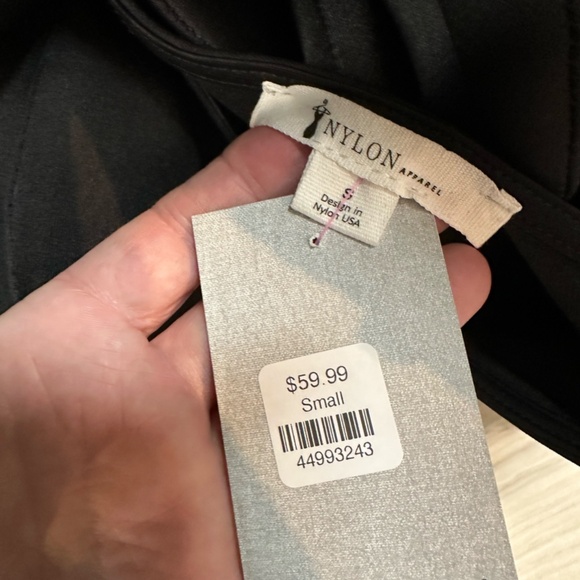 NYLON
APPAREL
S
Design in
Nylon USA
$59.99
Small
44993243